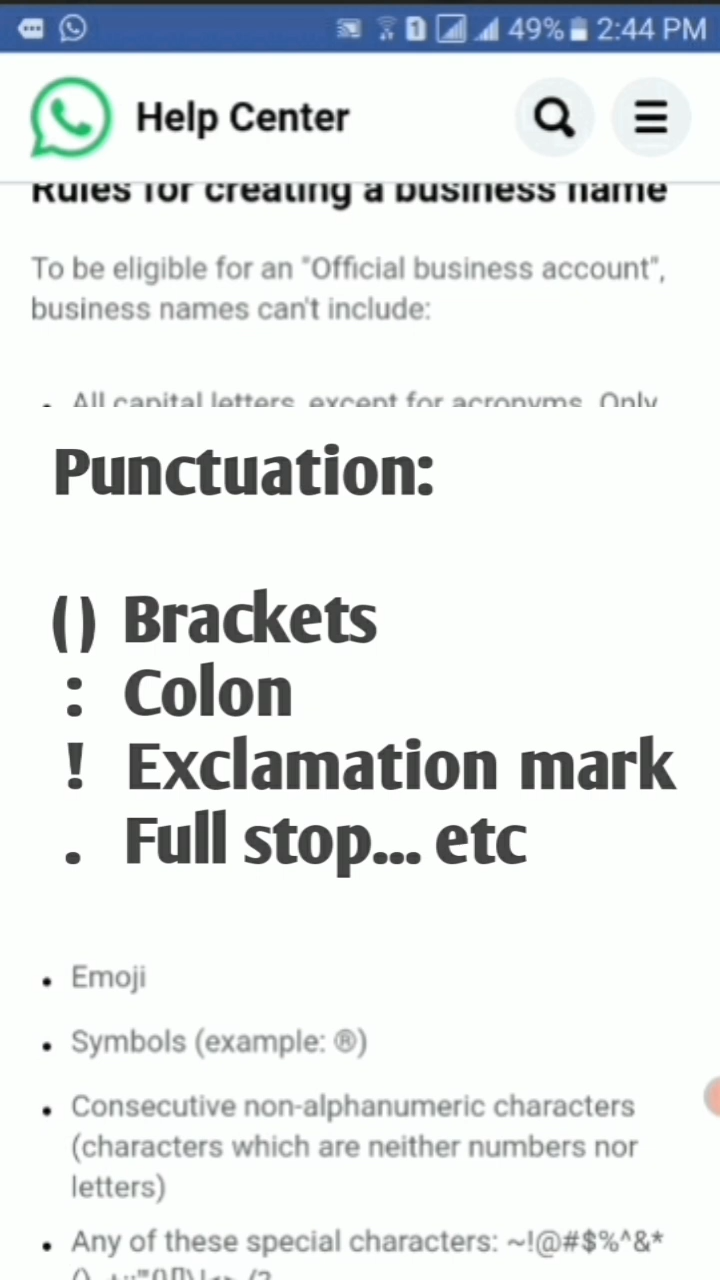 49% 2:44 PM
Help Center
Rules for creating a business name
To be eligible for an "Official business account",
business names can't include:
• All capital letters, except for acronyms. Only
Punctuation:
() Brackets
: Colon
! Exclamation mark
. Full stop... etc
• Emoji
• Symbols (example: ®)
• Consecutive non-alphanumeric characters
(characters which are neither numbers nor
letters)
• Any of these special characters: ~!@#$%^&*